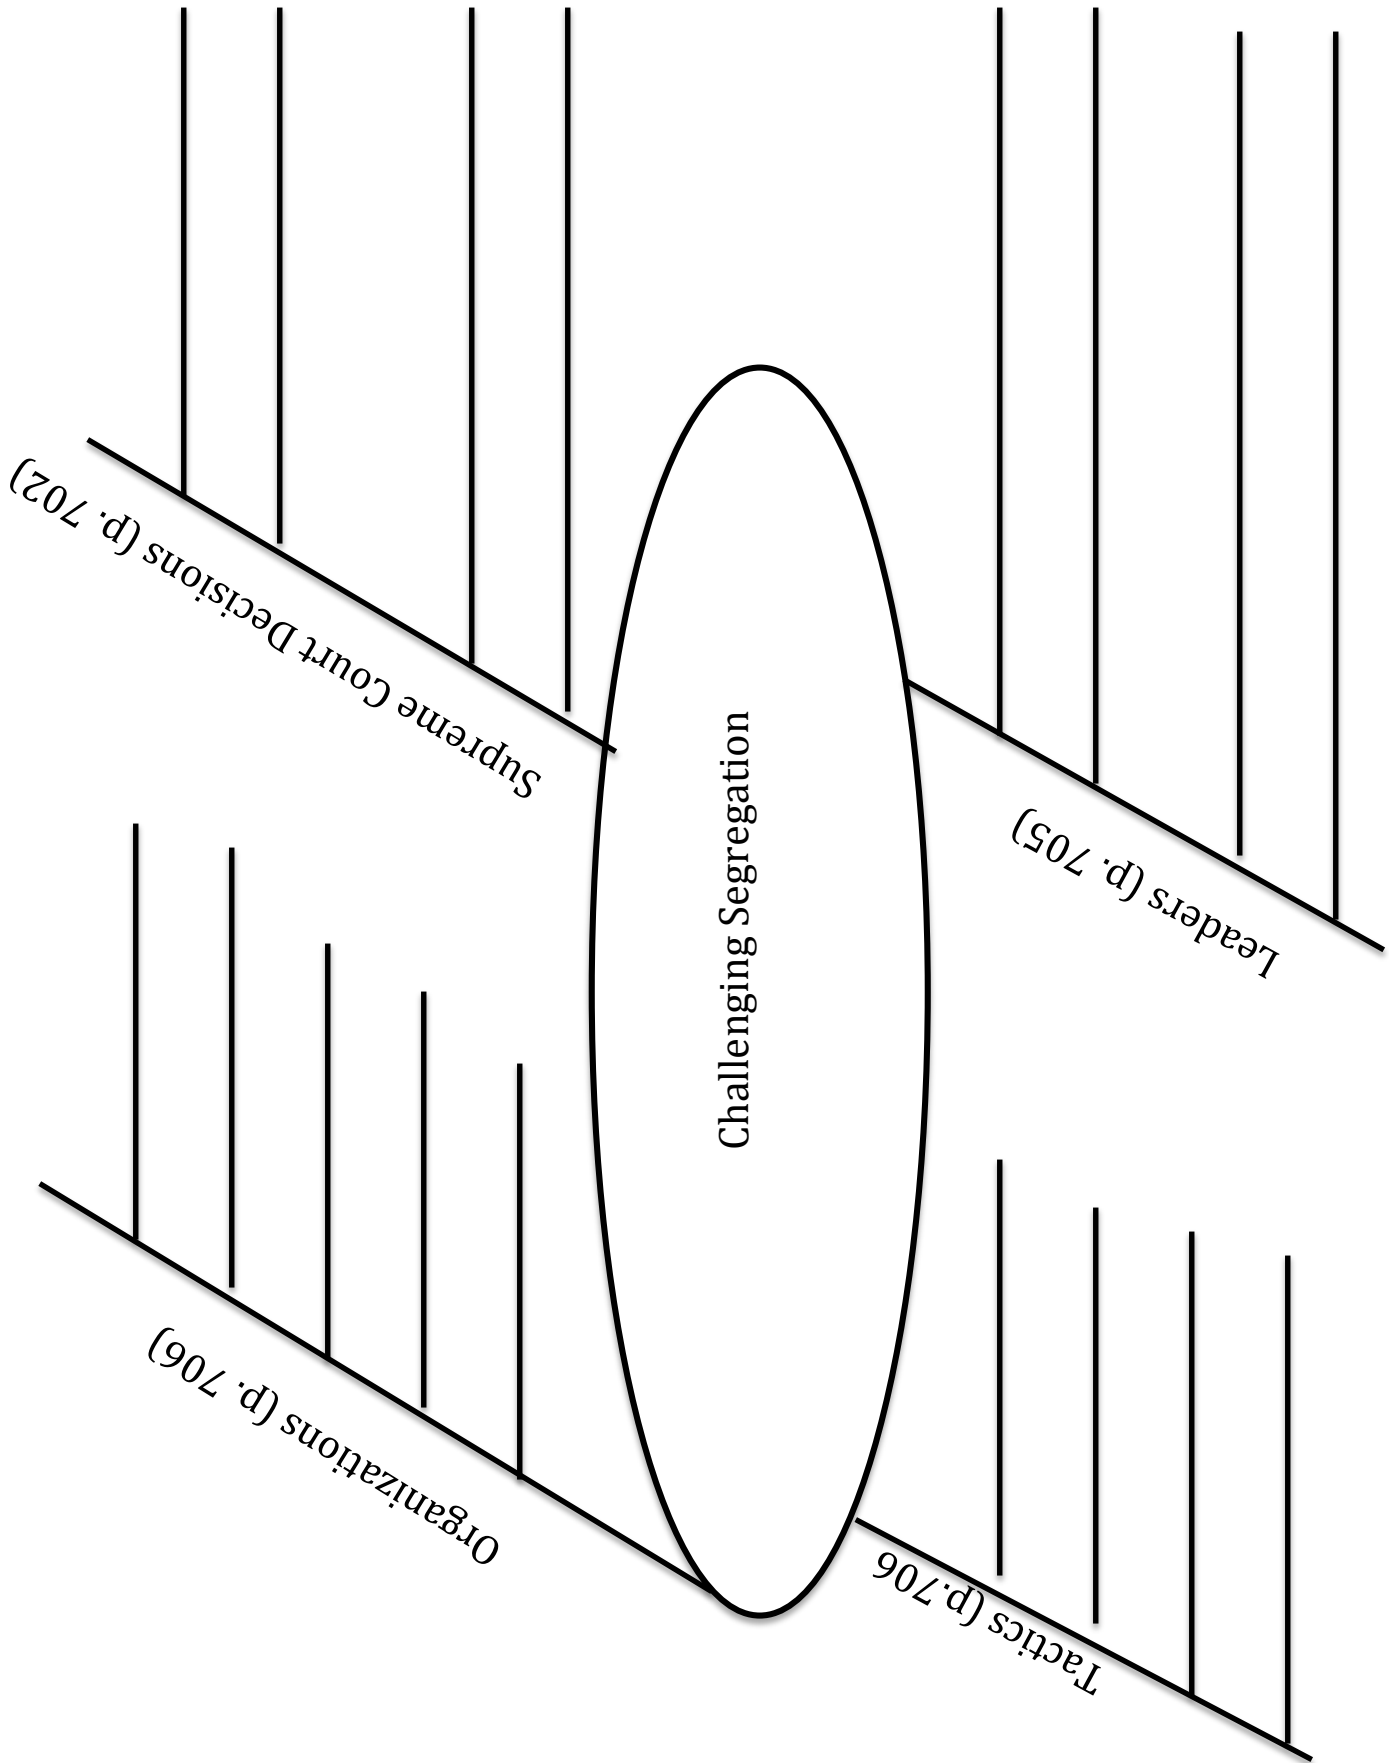 Supreme Court Decisions (p. 702)
Organizations (p. 706)
Challenging Segregation
Leaders (p. 705)
Tactics (p.706